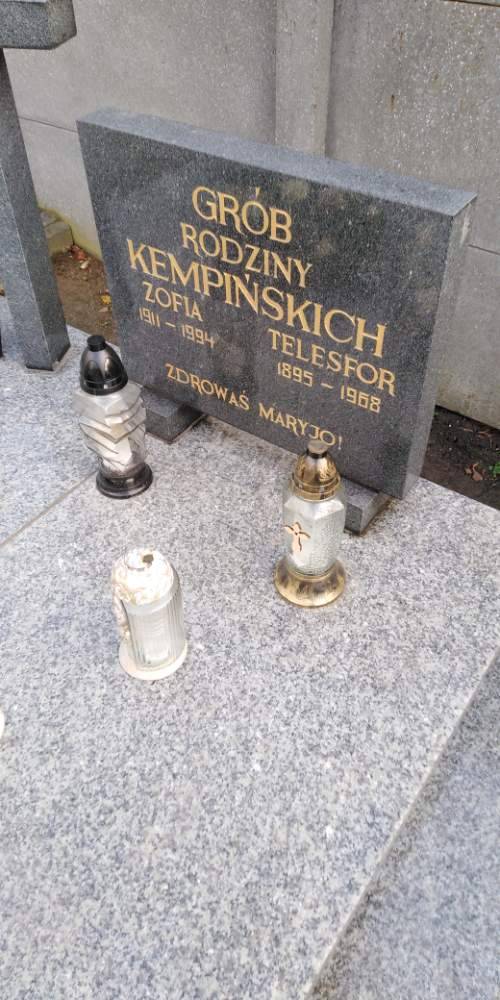 GRÓB
RODZINY
KEMPIŃSKICH
ZOFIA
1911 – 1994
TELESFOR
1895 – 1968
ZDROWAŚ MARYJO!